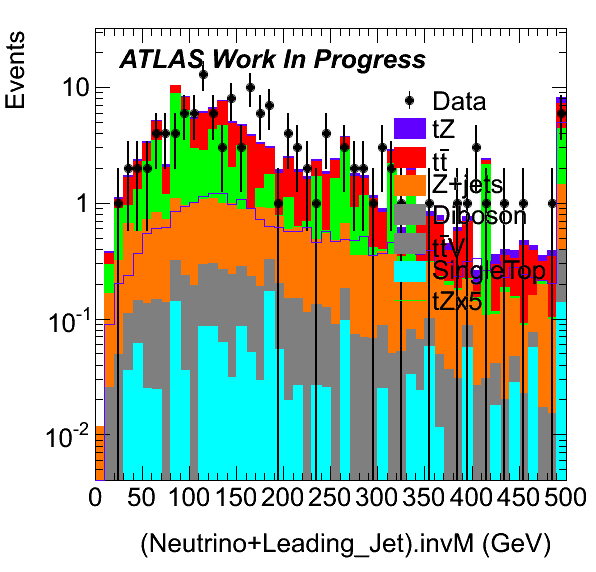 Events
ATLAS Work In Progress
10
1
10⁻¹
10⁻²
Data
tZ
tt̄
Z+jets
Diboson
tt̄V
SingleTop
tZx5
0 50 100 150 200 250 300 350 400 450 500
(Neutrino+Leading_Jet).invM (GeV)